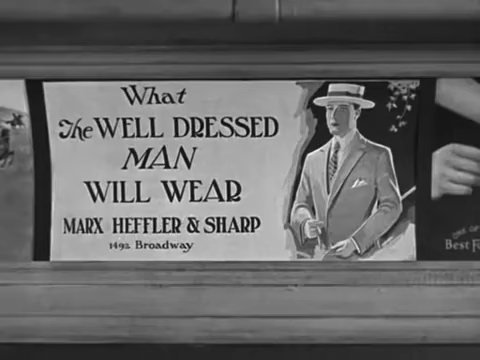 What
The WELL DRESSED
MAN
WILL WEAR
MARX HEFFLER & SHARP
1492 Broadway
Best